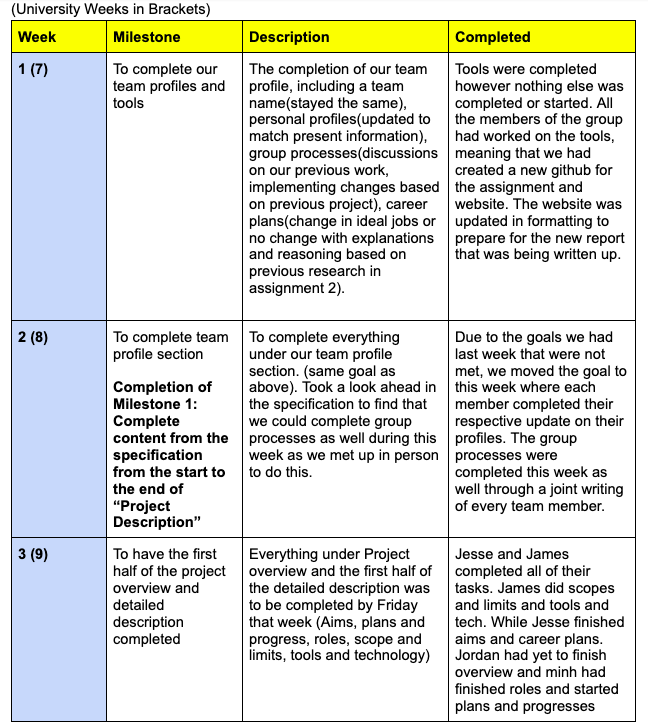 (University Weeks in Brackets)
Week
Milestone
Description
Completed
1 (7)
To complete our
team profiles and
tools
The completion of our team
profile, including a team
name(stayed the same),
personal profiles(updated to
match present information),
group processes(discussions
on our previous work,
implementing changes based
on previous project), career
plans(change in ideal jobs or
no change with explanations
and reasoning based on
previous research in
assignment 2).
Tools were completed
however nothing else was
completed or started. All
the members of the group
had worked on the tools,
meaning that we had
created a new github for
the assignment and
website. The website was
updated in formatting to
prepare for the new report
that was being written up.
2 (8)
To complete team
profile section
Completion of
Milestone 1:
Complete
content from the
specification
from the start to
the end of
“Project
Description”
To complete everything
under our team profile
section. (same goal as
above). Took a look ahead in
the specification to find that
we could complete group
processes as well during this
week as we met up in person
to do this.
Due to the goals we had
last week that were not
met, we moved the goal to
this week where each
member completed their
respective update on their
profiles. The group
processes were
completed this week as
well through a joint writing
of every team member.
3 (9)
To have the first
half of the project
overview and
detailed
description
completed
Everything under Project
overview and the first half of
the detailed description was
to be completed by Friday
that week (Aims, plans and
progress, roles, scope and
limits, tools and technology)
Jesse and James
completed all of their
tasks. James did scopes
and limits and tools and
tech. While Jesse finished
aims and career plans.
Jordan had yet to finish
overview and minh had
finished roles and started
plans and progresses